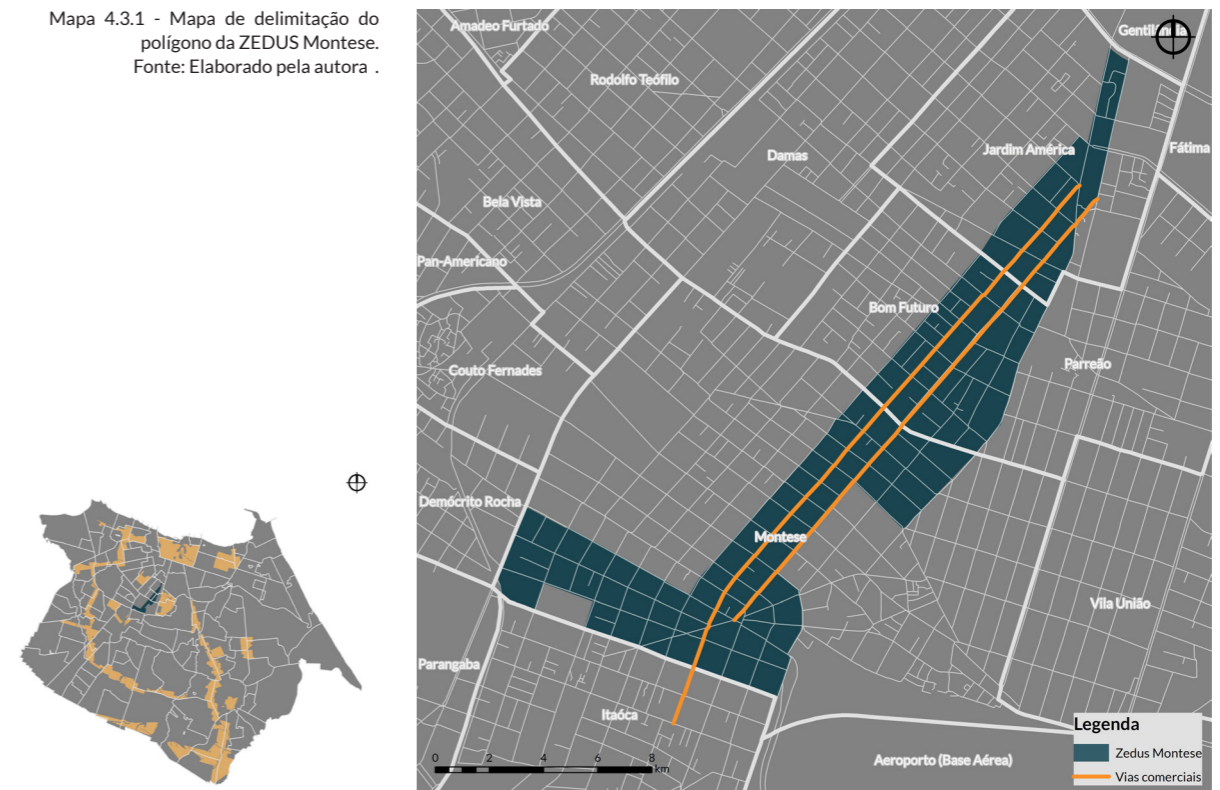 Mapa 4.3.1 - Mapa de delimitação do
polígono da ZEDUS Montese.
Fonte: Elaborado pela autora .
Amadeo Furtado
Gentilândia
Rodolfo Teófilo
Damas
Jardim América
Fátima
Bela Vista
Pan-Americano
Bom Futuro
Couto Fernades
Parreão
Demócrito Rocha
Montese
Vila União
Parangaba
Itaóca
Aeroporto (Base Aérea)
Legenda
Zedus Montese
Vias comerciais
0 2 4 6 8
km